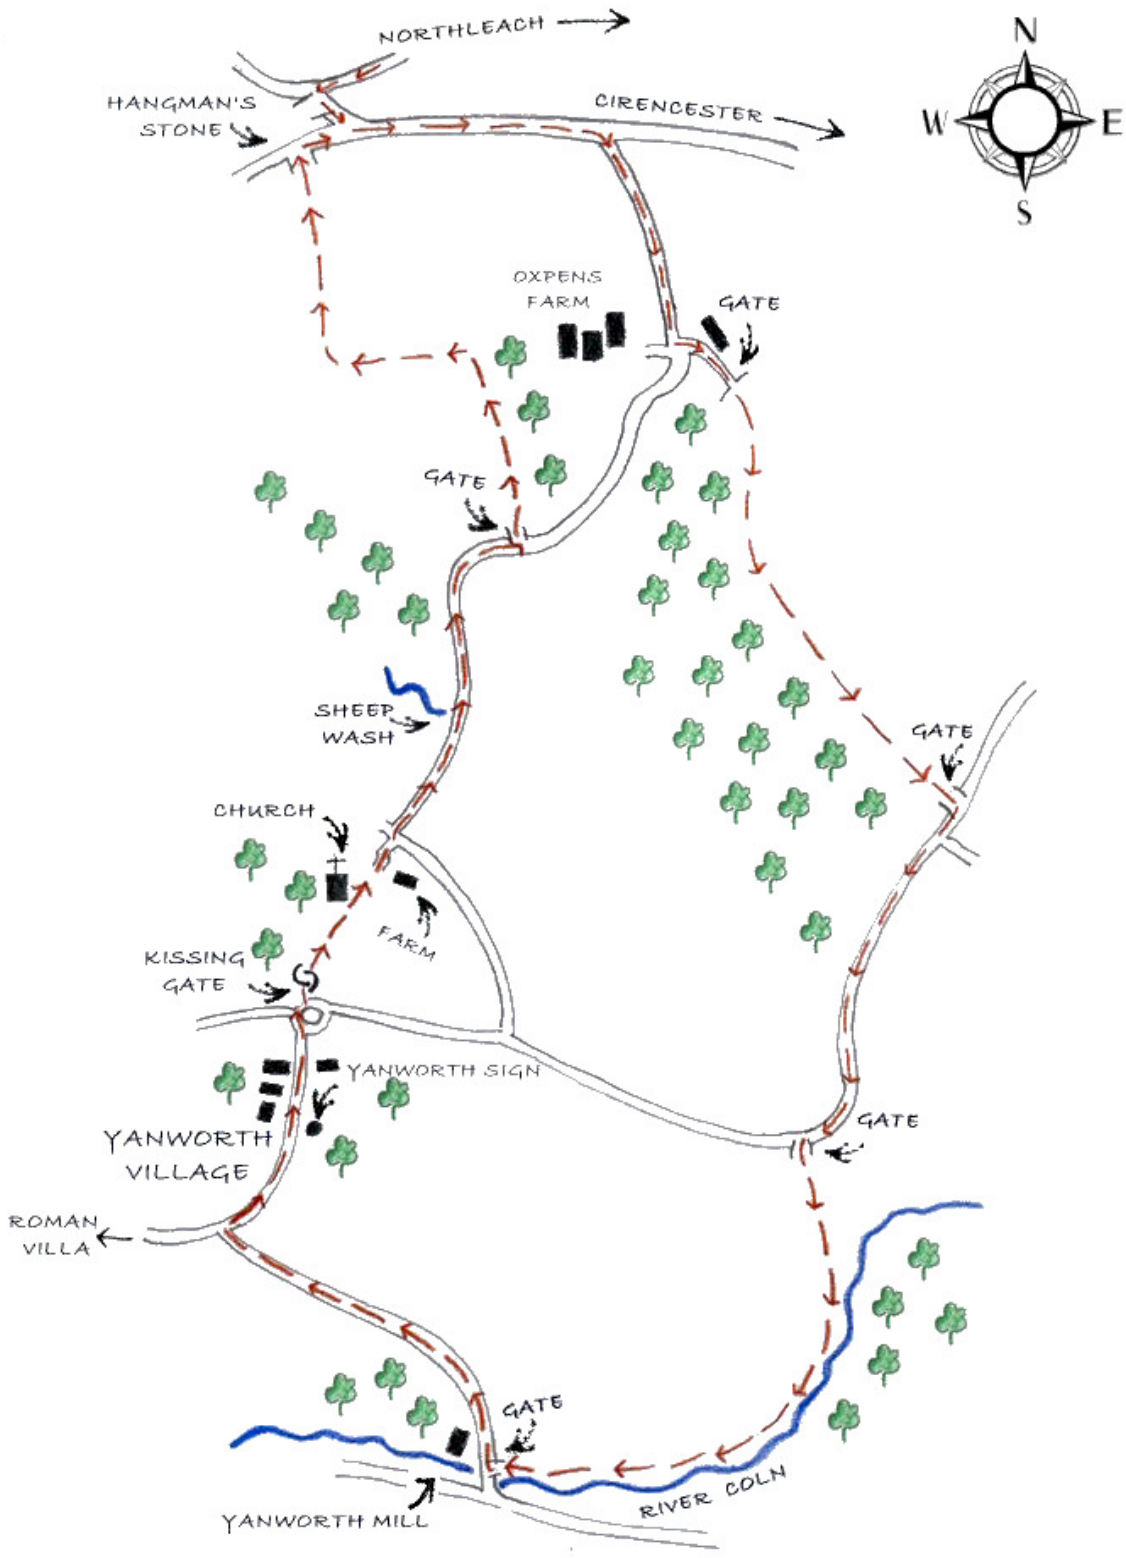 NORTHLEACH
N
HANGMAN'S
STONE
CIRENCESTER
W
E
S
OXPENS
FARM
GATE
GATE
SHEEP
WASH
GATE
CHURCH
FARM
KISSING
GATE
YANWORTH SIGN
YANWORTH
VILLAGE
GATE
ROMAN
VILLA
GATE
RIVER COLN
YANWORTH MILL